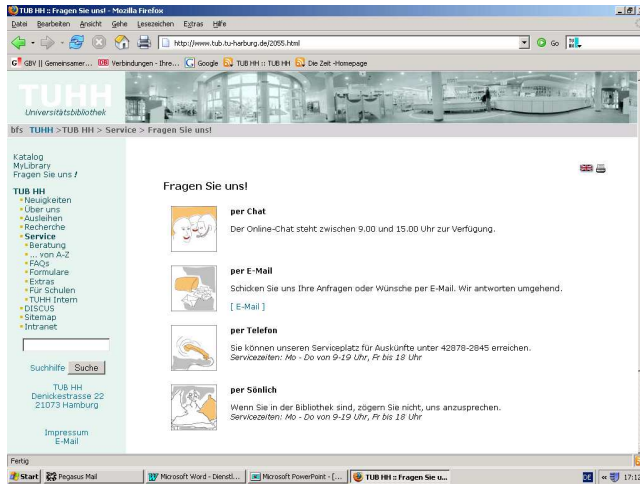 TUB HH :: Fragen Sie uns! - Mozilla Firefox
Datei Bearbeiten Ansicht Gehe Lesezeichen Extras Hilfe
http://www.tub.tu-harburg.de/2055.html Go
GBV || Gemeinsamer... Verbindungen - Ihre... Google TUB HH :: TUB HH Die Zeit -Homepage
TUHH
Universitätsbibliothek
bfs TUHH >TUB HH > Service > Fragen Sie uns!
Katalog
MyLibrary
Fragen Sie uns !
TUB HH
Neuigkeiten
Über uns
Ausleihen
Recherche
Service
Beratung
... von A-Z
FAQs
Formulare
Extras
Für Schulen
TUHH Intern
DISCUS
Sitemap
Intranet
Suchhilfe Suche
TUB HH
Denickestrasse 22
21073 Hamburg
Impressum
E-Mail
Fragen Sie uns!
per Chat
Der Online-Chat steht zwischen 9.00 und 15.00 Uhr zur Verfügung.
per E-Mail
Schicken Sie uns Ihre Anfragen oder Wünsche per E-Mail. Wir antworten umgehend.
[ E-Mail ]
per Telefon
Sie können unseren Serviceplatz für Auskünfte unter 42878-2845 erreichen.
Servicezeiten: Mo - Do von 9-19 Uhr, Fr bis 18 Uhr
per Sönlich
Wenn Sie in der Bibliothek sind, zögern Sie nicht, uns anzusprechen.
Servicezeiten: Mo - Do von 9-19 Uhr, Fr bis 18 Uhr
Fertig
Start Pegasus Mail Microsoft Word - Dienstl... Microsoft PowerPoint - [... TUB HH :: Fragen Sie u... DE « 17:12